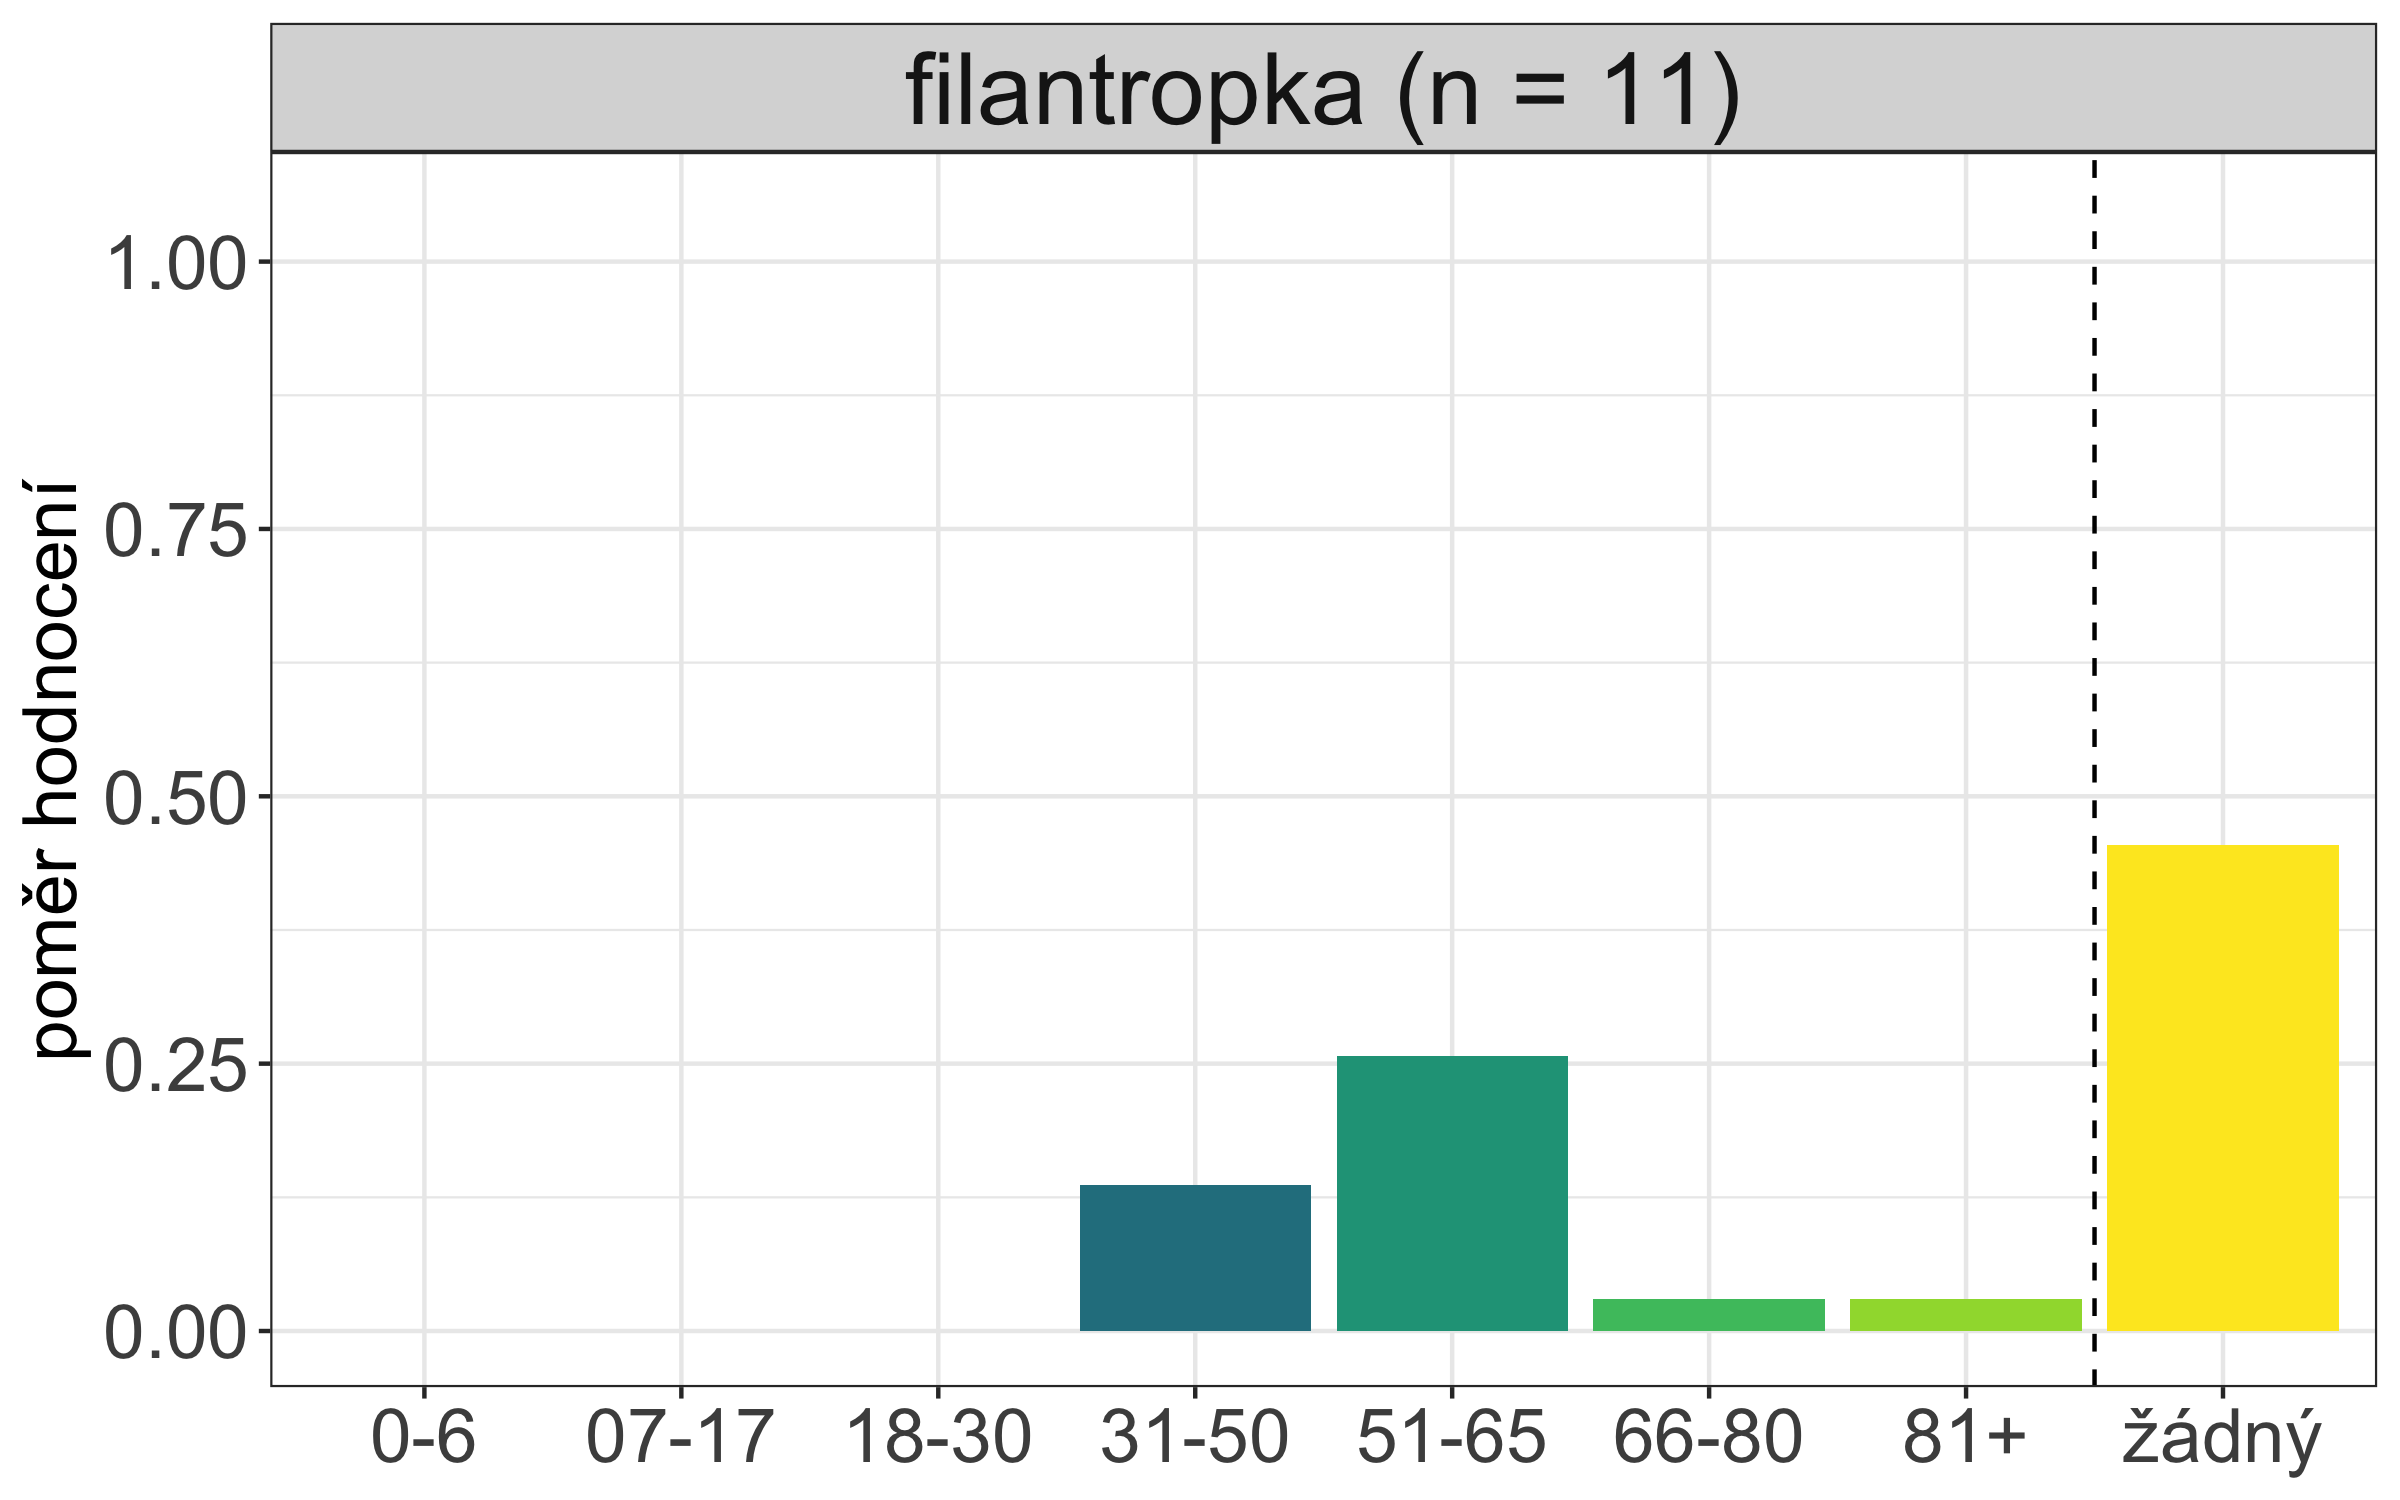 filantropka (n = 11)
poměr hodnocení
1.00
0.75
0.50
0.25
0.00
0-6 07-17 18-30 31-50 51-65 66-80 81+ žádný